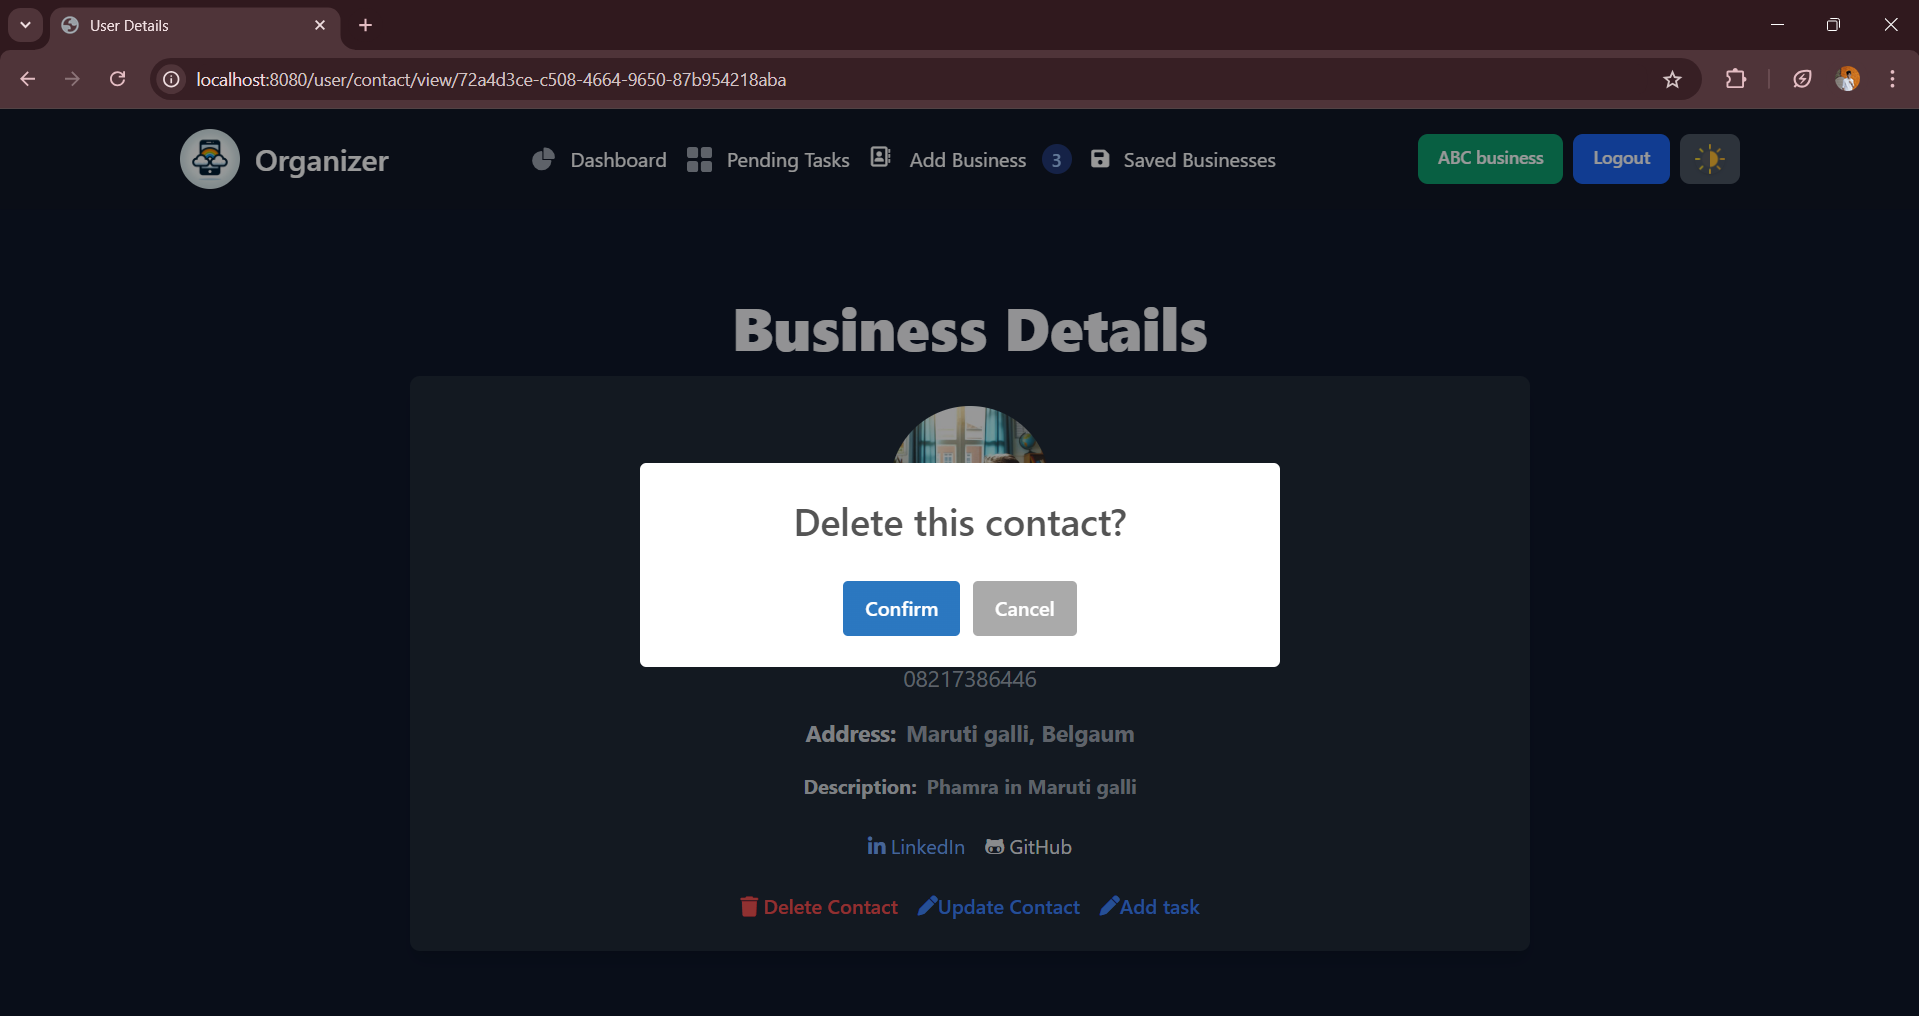 User Details
localhost:8080/user/contact/view/72a4d3ce-c508-4664-9650-87b954218aba
Organizer
Dashboard
Pending Tasks
Add Business
3
Saved Businesses
ABC business
Logout
Business Details
Delete this contact?
Confirm
Cancel
08217386446
Address: Maruti galli, Belgaum
Description: Phamra in Maruti galli
in LinkedIn
GitHub
Delete Contact
Update Contact
Add task